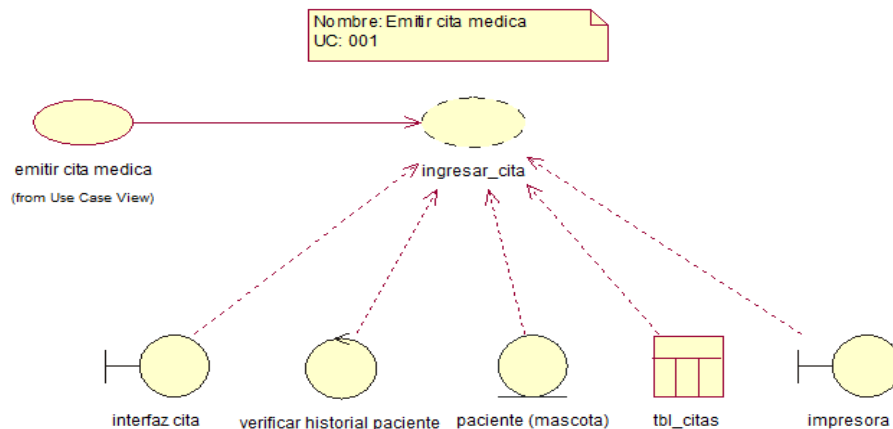 Nombre: Emitir cita medica
UC: 001
emitir cita medica
(from Use Case View)
ingresar_cita
interfaz cita
verificar historial paciente
paciente (mascota)
tbl_citas
impresora